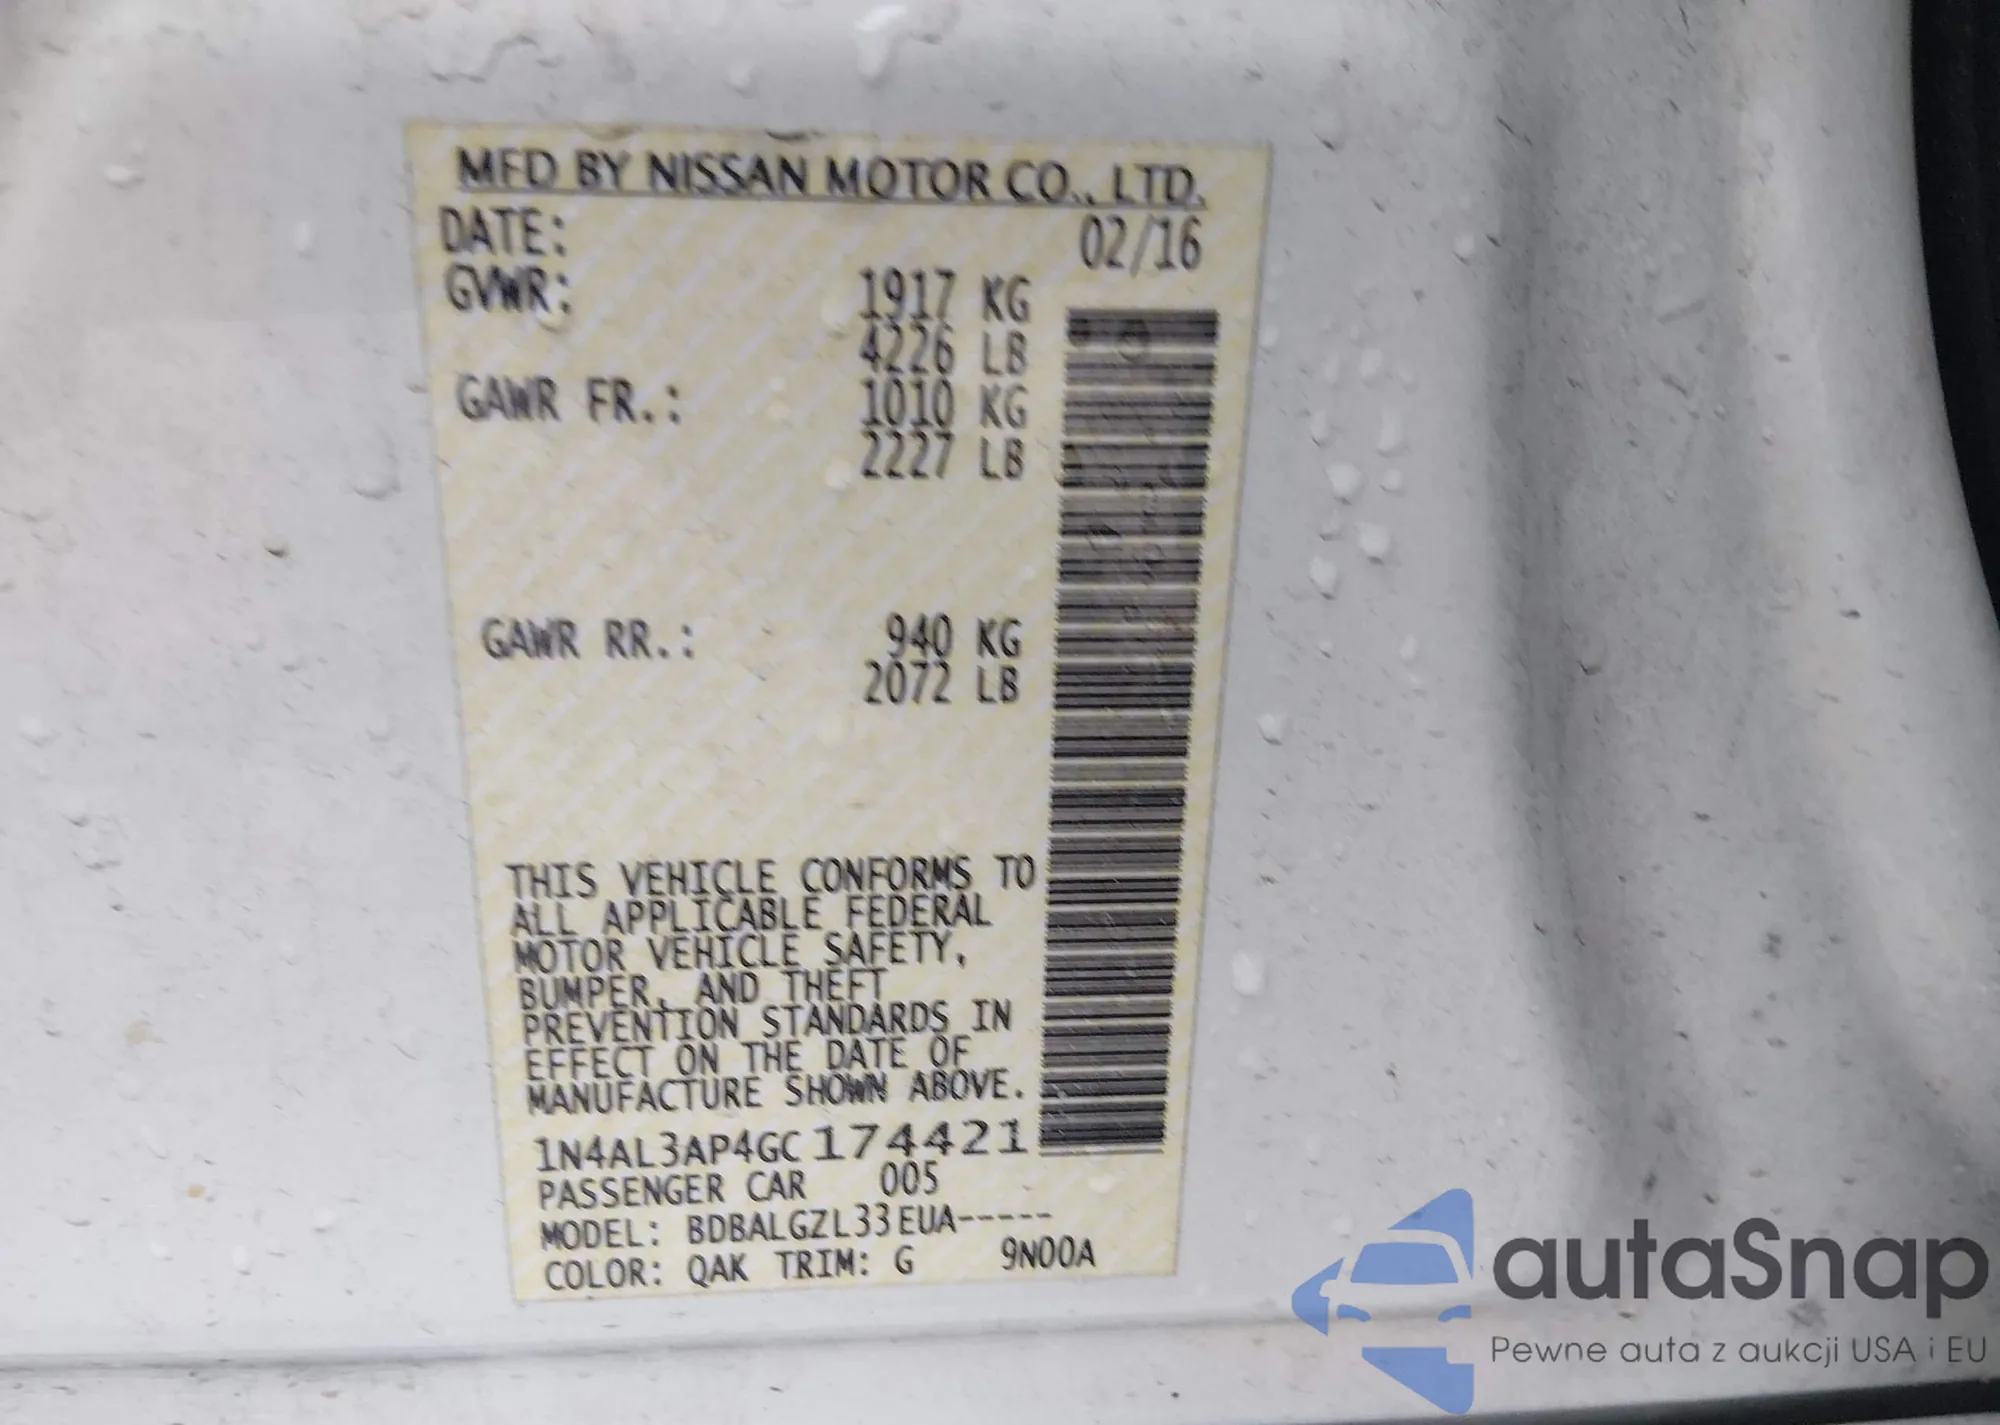 MFD BY NISSAN MOTOR CO., LTD.
DATE: 02/16
GVWR: 1917 KG
4226 LB
GAWR FR.: 1010 KG
2227 LB
GAWR RR.: 940 KG
2072 LB
THIS VEHICLE CONFORMS TO
ALL APPLICABLE FEDERAL
MOTOR VEHICLE SAFETY,
BUMPER, AND THEFT
PREVENTION STANDARDS IN
EFFECT ON THE DATE OF
MANUFACTURE SHOWN ABOVE.
1N4AL3AP4GC174421
PASSENGER CAR 005
MODEL: BDBALGZL33EUA-----
COLOR: QAK TRIM: G 9N00A
autaSnap
Pewne auta z aukcji USA i EU